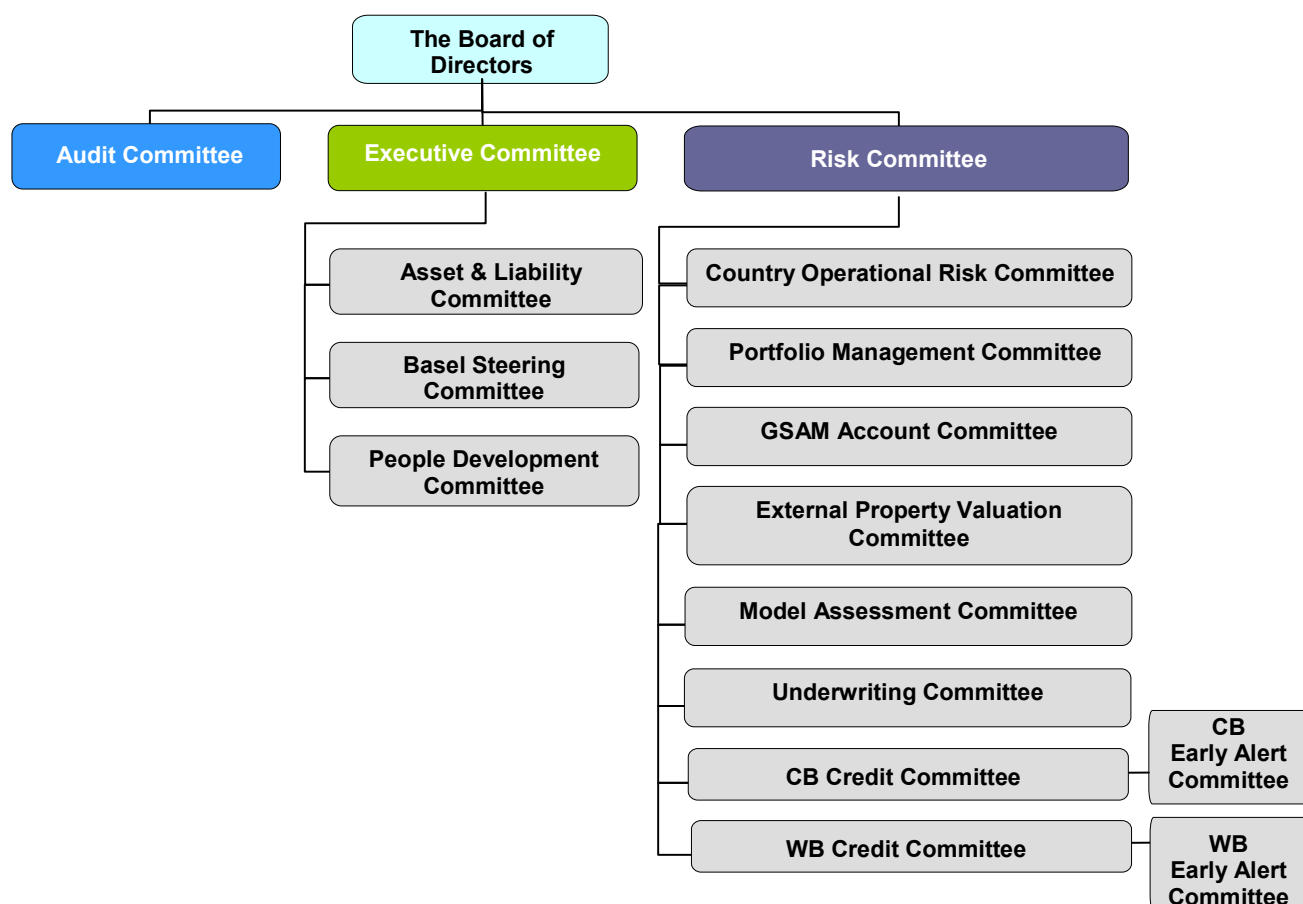 The Board of
Directors
Audit Committee
Executive Committee
Risk Committee
Asset & Liability
Committee
Basel Steering
Committee
People Development
Committee
Country Operational Risk Committee
Portfolio Management Committee
GSAM Account Committee
External Property Valuation
Committee
Model Assessment Committee
Underwriting Committee
CB Credit Committee
CB
Early Alert
Committee
WB Credit Committee
WB
Early Alert
Committee